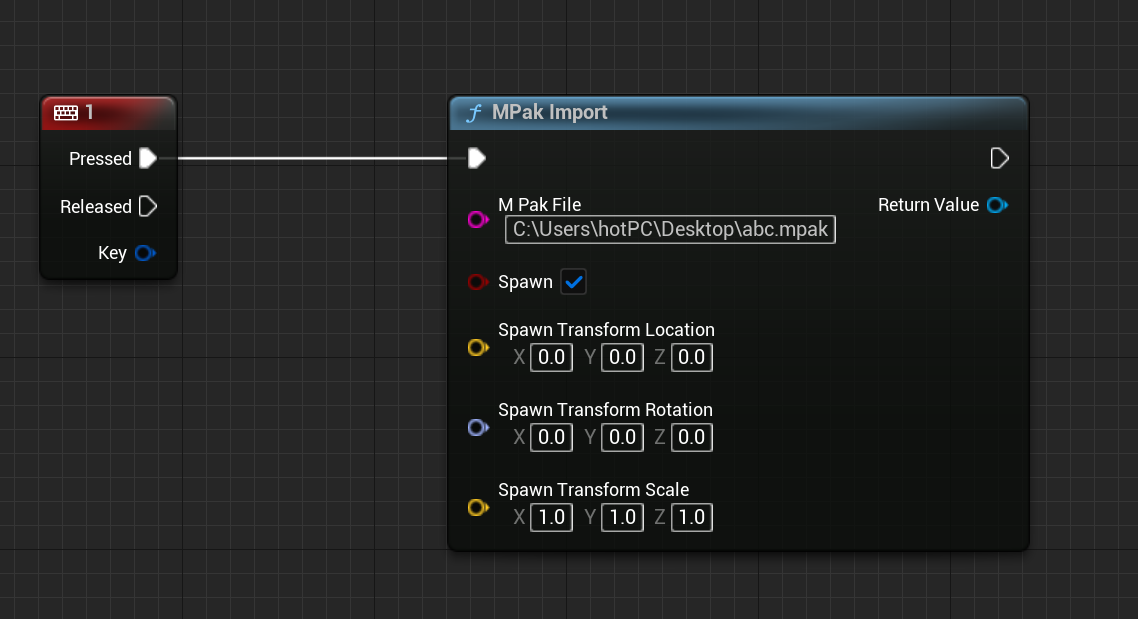 1
Pressed
Released
Key
MPak Import
M Pak File
C:\Users\hotPC\Desktop\abc.mpak
Return Value
Spawn
Spawn Transform Location
X 0.0 Y 0.0 Z 0.0
Spawn Transform Rotation
X 0.0 Y 0.0 Z 0.0
Spawn Transform Scale
X 1.0 Y 1.0 Z 1.0